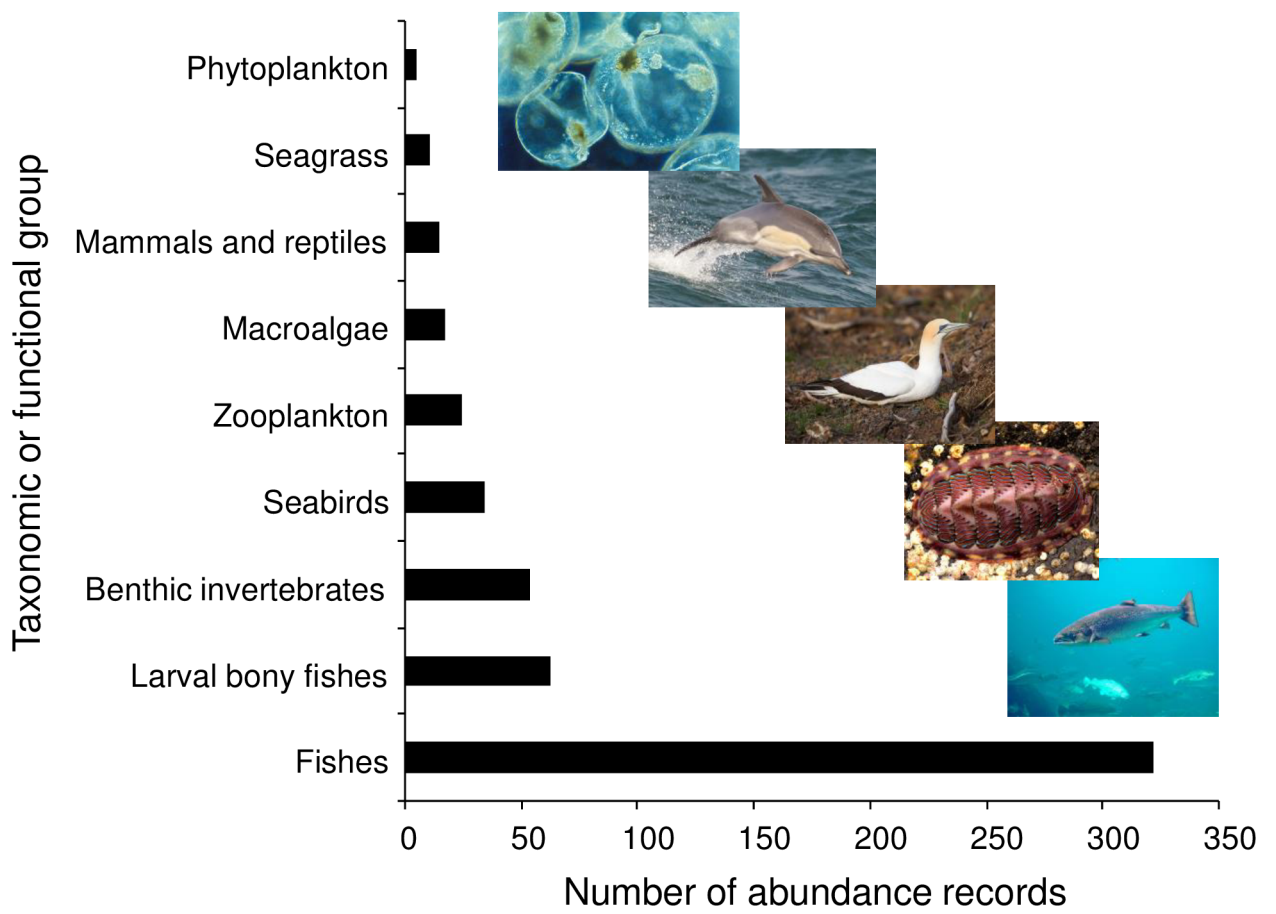 Taxonomic or functional group
Phytoplankton
Seagrass
Mammals and reptiles
Macroalgae
Zooplankton
Seabirds
Benthic invertebrates
Larval bony fishes
Fishes
0 50 100 150 200 250 300 350
Number of abundance records